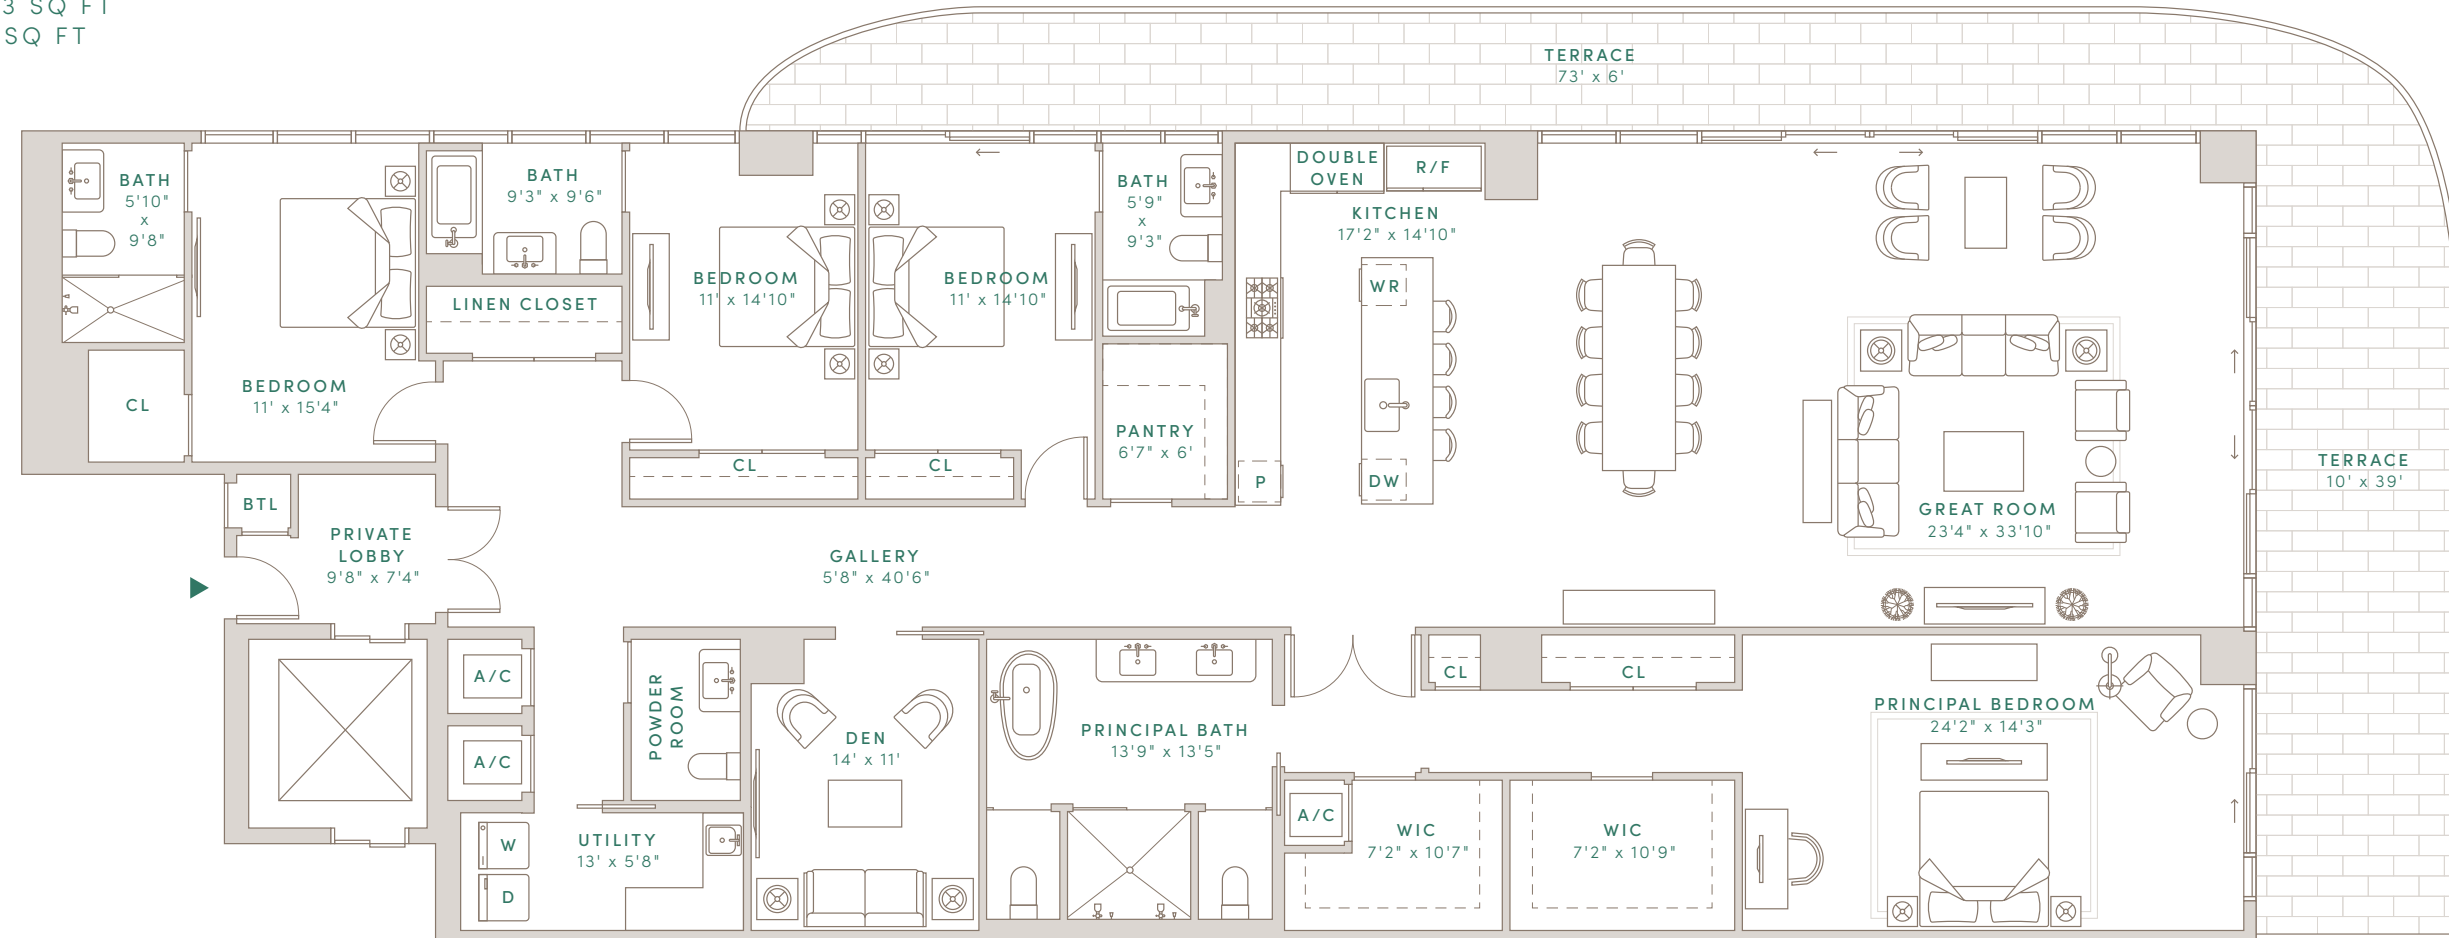 3 SQ FT
SQ FT
TERRACE
73' x 6'
BATH
5'10"
x
9'8"
BATH
9'3" x 9'6"
BATH
5'9"
x
9'3"
DOUBLE
OVEN
R/F
KITCHEN
17'2" x 14'10"
BEDROOM
11' x 14'10"
BEDROOM
11' x 14'10"
WR
LINEN CLOSET
BEDROOM
11' x 15'4"
CL
PANTRY
6'7" x 6'
CL
CL
P
DW
TERRACE
10' x 39'
BTL
GREAT ROOM
23'4" x 33'10"
PRIVATE
LOBBY
9'8" x 7'4"
GALLERY
5'8" x 40'6"
A/C
POWDER
ROOM
CL
CL
PRINCIPAL BEDROOM
24'2" x 14'3"
DEN
14' x 11'
PRINCIPAL BATH
13'9" x 13'5"
A/C
A/C
WIC
7'2" x 10'7"
WIC
7'2" x 10'9"
W
UTILITY
13' x 5'8"
D